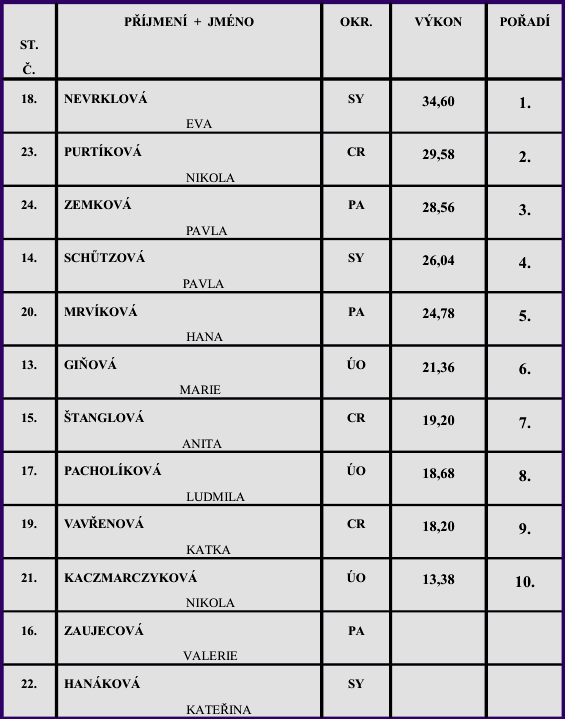 ST. Č. PŘÍJMENÍ + JMÉNO OKR. VÝKON POŘADÍ
18. NEVRKLOVÁ SY 34,60 1.
EVA
23. PURTÍKOVÁ CR 29,58 2.
NIKOLA
24. ZEMKOVÁ PA 28,56 3.
PAVLA
14. SCHŰTZOVÁ SY 26,04 4.
PAVLA
20. MRVÍKOVÁ PA 24,78 5.
HANA
13. GIŇOVÁ ÚO 21,36 6.
MARIE
15. ŠTANGLOVÁ CR 19,20 7.
ANITA
17. PACHOLÍKOVÁ ÚO 18,68 8.
LUDMILA
19. VAVŘENOVÁ CR 18,20 9.
KATKA
21. KACZMARCZYKOVÁ ÚO 13,38 10.
NIKOLA
16. ZAUJECOVÁ PA
VALERIE
22. HANÁKOVÁ SY
KATEŘINA